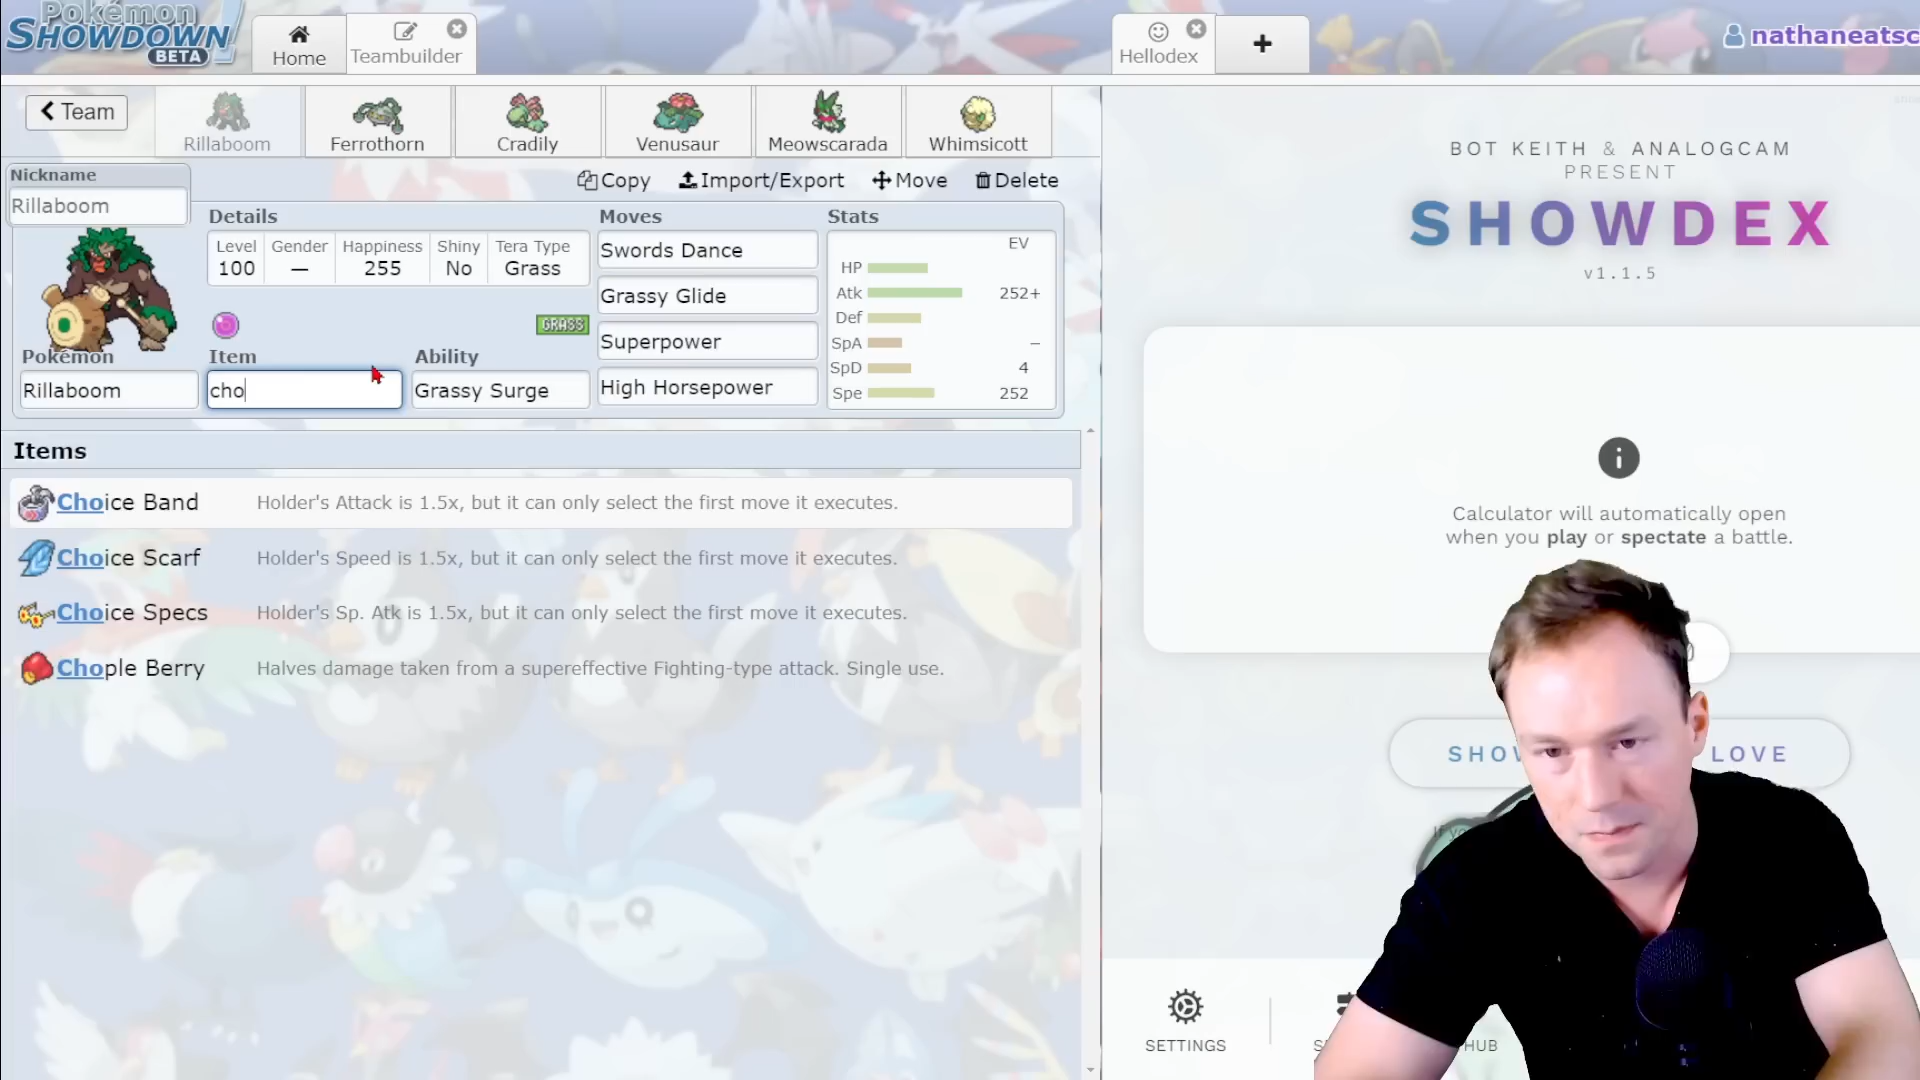 Pokémon
SHOWDOWN
BETA
Home
Teambuilder
Hellodex
+
nathaneatsc
Team
Rillaboom
Ferrothorn
Cradily
Venusaur
Meowscarada
Whimsicott
Copy
Import/Export
Move
Delete
Nickname
Rillaboom
Details
Level
100
Gender
—
Happiness
255
Shiny
No
Tera Type
Grass
GRASS
Pokémon
Rillaboom
Item
cho
Ability
Grassy Surge
Moves
Swords Dance
Grassy Glide
Superpower
High Horsepower
Stats
EV
HP
Atk 252+
Def
SpA –
SpD 4
Spe 252
Items
Choice Band Holder's Attack is 1.5x, but it can only select the first move it executes.
Choice Scarf Holder's Speed is 1.5x, but it can only select the first move it executes.
Choice Specs Holder's Sp. Atk is 1.5x, but it can only select the first move it executes.
Chople Berry Halves damage taken from a supereffective Fighting-type attack. Single use.
BOT KEITH & ANALOGCAM
PRESENT
SHOWDEX
v1.1.5
Calculator will automatically open
when you play or spectate a battle.
LOVE
SETTINGS
HUB